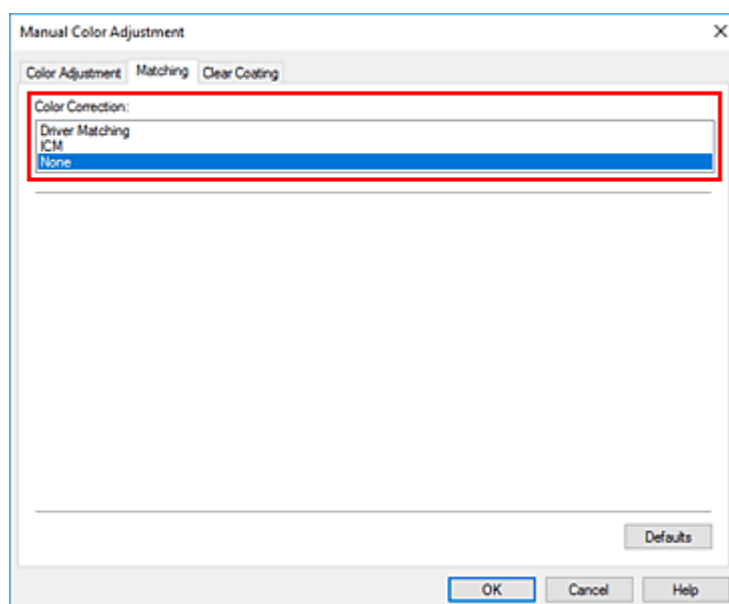 Manual Color Adjustment
Color Adjustment Matching Clear Coating
Color Correction:
Driver Matching
ICM
None
Defaults
OK Cancel Help